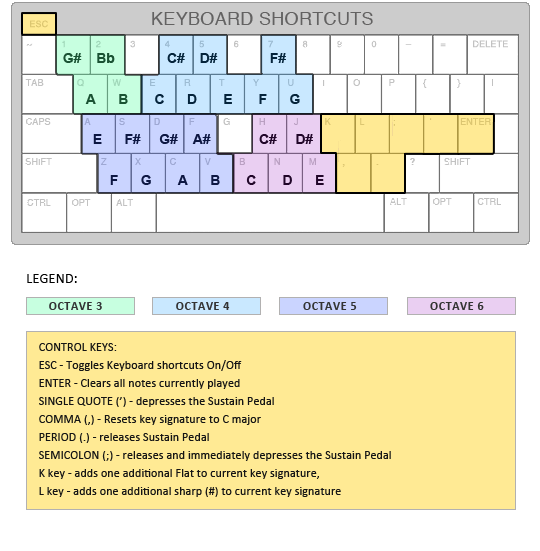 KEYBOARD SHORTCUTS
ESC
~ 1 2 3 4 5 6 7 8 9 0 – = DELETE
G# Bb C# D# F#
TAB Q W E R T Y U I O P { } |
A B C D E F G
CAPS A S D F G H J K L ; ' ENTER
E F# G# A# C# D#
SHIFT Z X C V B N M , . ? SHIFT
F G A B C D E
CTRL OPT ALT ALT OPT CTRL
LEGEND:
OCTAVE 3 OCTAVE 4 OCTAVE 5 OCTAVE 6
CONTROL KEYS:
ESC - Toggles Keyboard shortcuts On/Off
ENTER - Clears all notes currently played
SINGLE QUOTE (') - depresses the Sustain Pedal
COMMA (,) - Resets key signature to C major
PERIOD (.) - releases Sustain Pedal
SEMICOLON (;) - releases and immediately depresses the Sustain Pedal
K key - adds one additional Flat to current key signature,
L key - adds one additional sharp (#) to current key signature